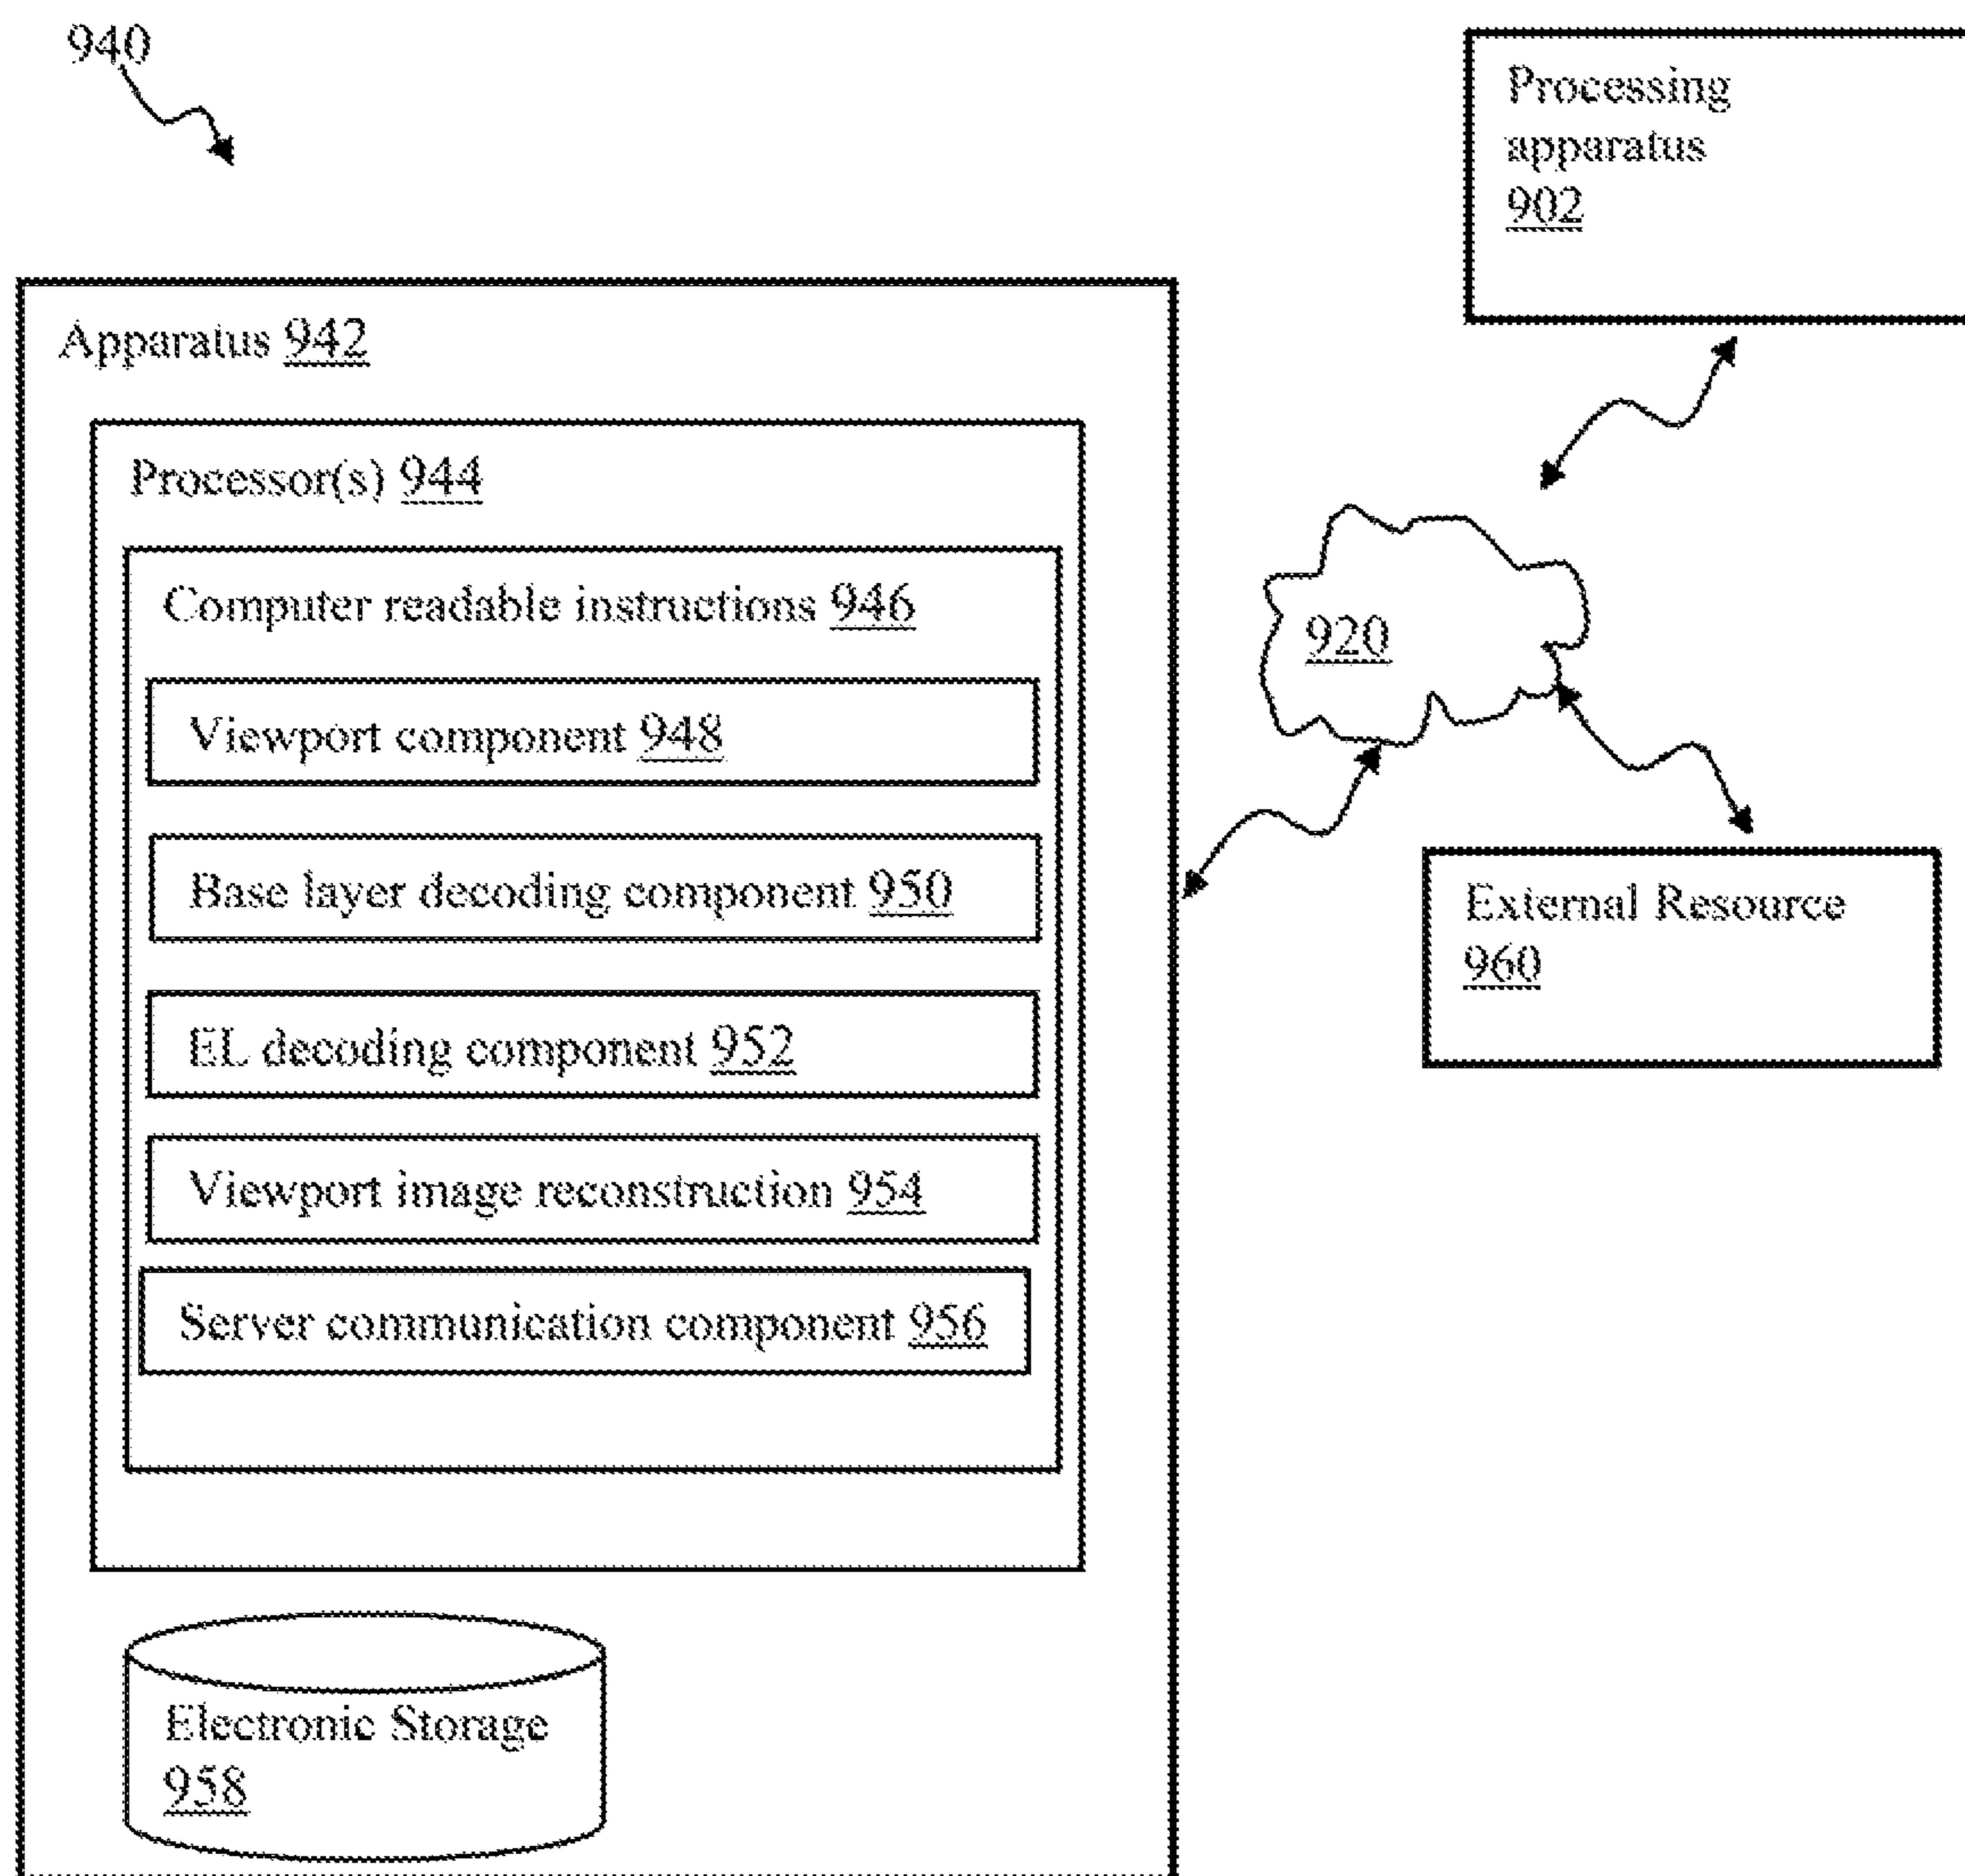 940
Processing
apparatus
902
Apparatus 942
Processor(s) 944
Computer readable instructions 946
920
Viewport component 948
Base layer decoding component 950
External Resource
960
EL decoding component 952
Viewport image reconstruction 954
Server communication component 956
Electronic Storage
958